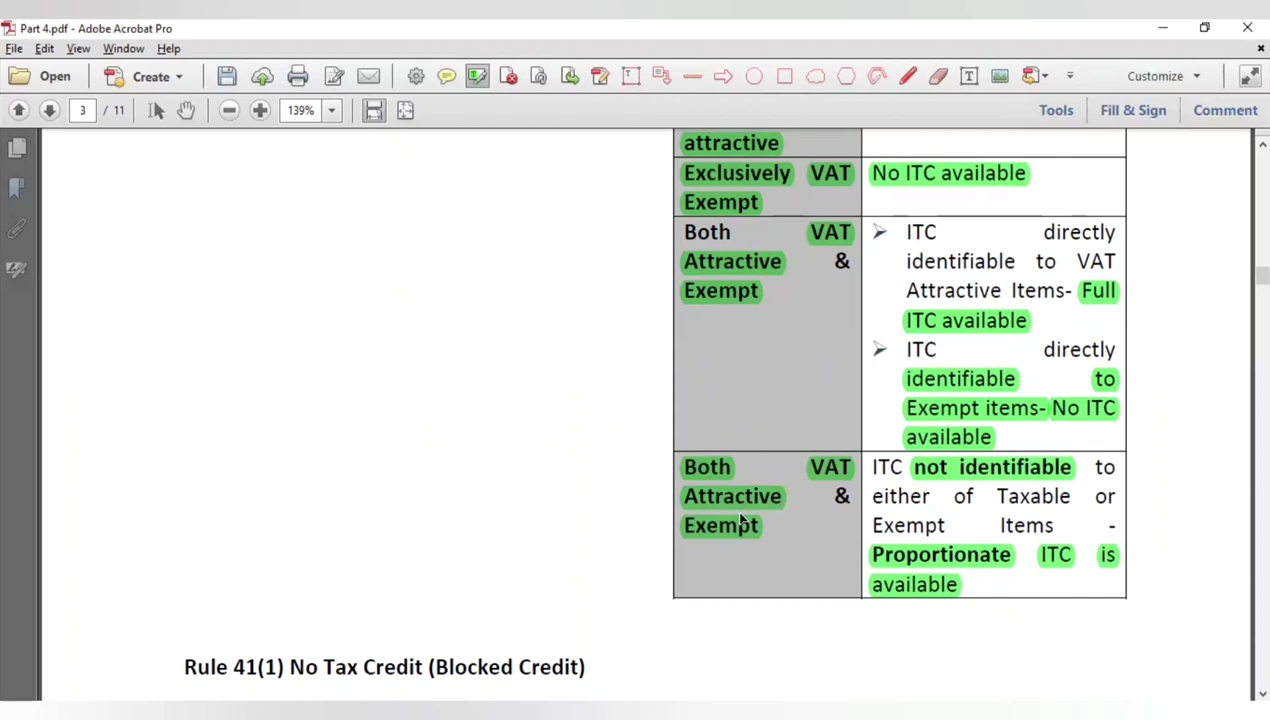 Part 4.pdf - Adobe Acrobat Pro
File Edit View Window Help
Open Create Customize
3 / 11 139% Tools Fill & Sign Comment
attractive
Exclusively VAT No ITC available
Exempt
Both VAT ITC directly
Attractive & identifiable to VAT
Exempt Attractive Items- Full
ITC available
ITC directly
identifiable to
Exempt items- No ITC
available
Both VAT ITC not identifiable to
Attractive & either of Taxable or
Exempt Exempt Items -
Proportionate ITC is
available
Rule 41(1) No Tax Credit (Blocked Credit)